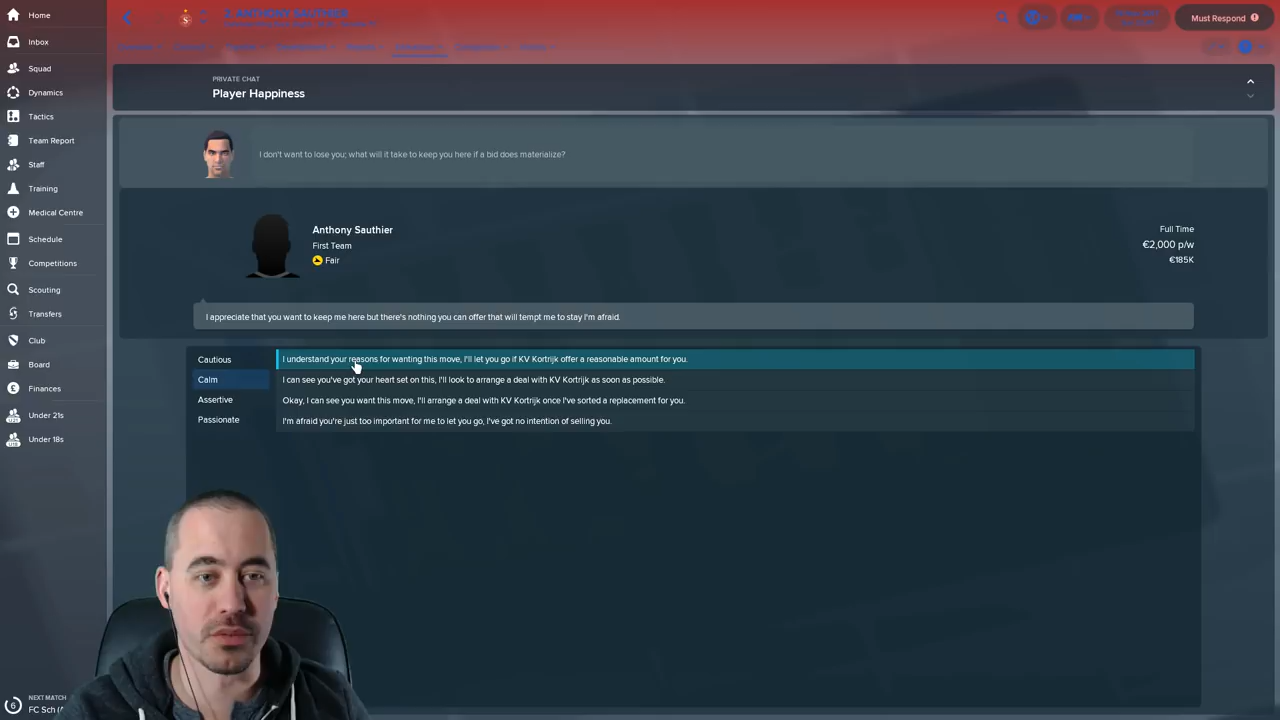 Home
2. ANTHONY SAUTHIER
Must Respond
Inbox
Squad
Dynamics
Tactics
Team Report
Staff
Training
Medical Centre
Schedule
Competitions
Scouting
Transfers
Club
Board
Finances
Under 21s
Under 18s
NEXT MATCH
FC Sch (A
6
PRIVATE CHAT
Player Happiness
I don't want to lose you; what will it take to keep you here if a bid does materialize?
Anthony Sauthier
First Team
Fair
Full Time
€2,000 p/w
€185K
I appreciate that you want to keep me here but there's nothing you can offer that will tempt me to stay I'm afraid.
Cautious
Calm
Assertive
Passionate
I understand your reasons for wanting this move, I'll let you go if KV Kortrijk offer a reasonable amount for you.
I can see you've got your heart set on this, I'll look to arrange a deal with KV Kortrijk as soon as possible.
Okay, I can see you want this move, I'll arrange a deal with KV Kortrijk once I've sorted a replacement for you.
I'm afraid you're just too important for me to let you go, I've got no intention of selling you.